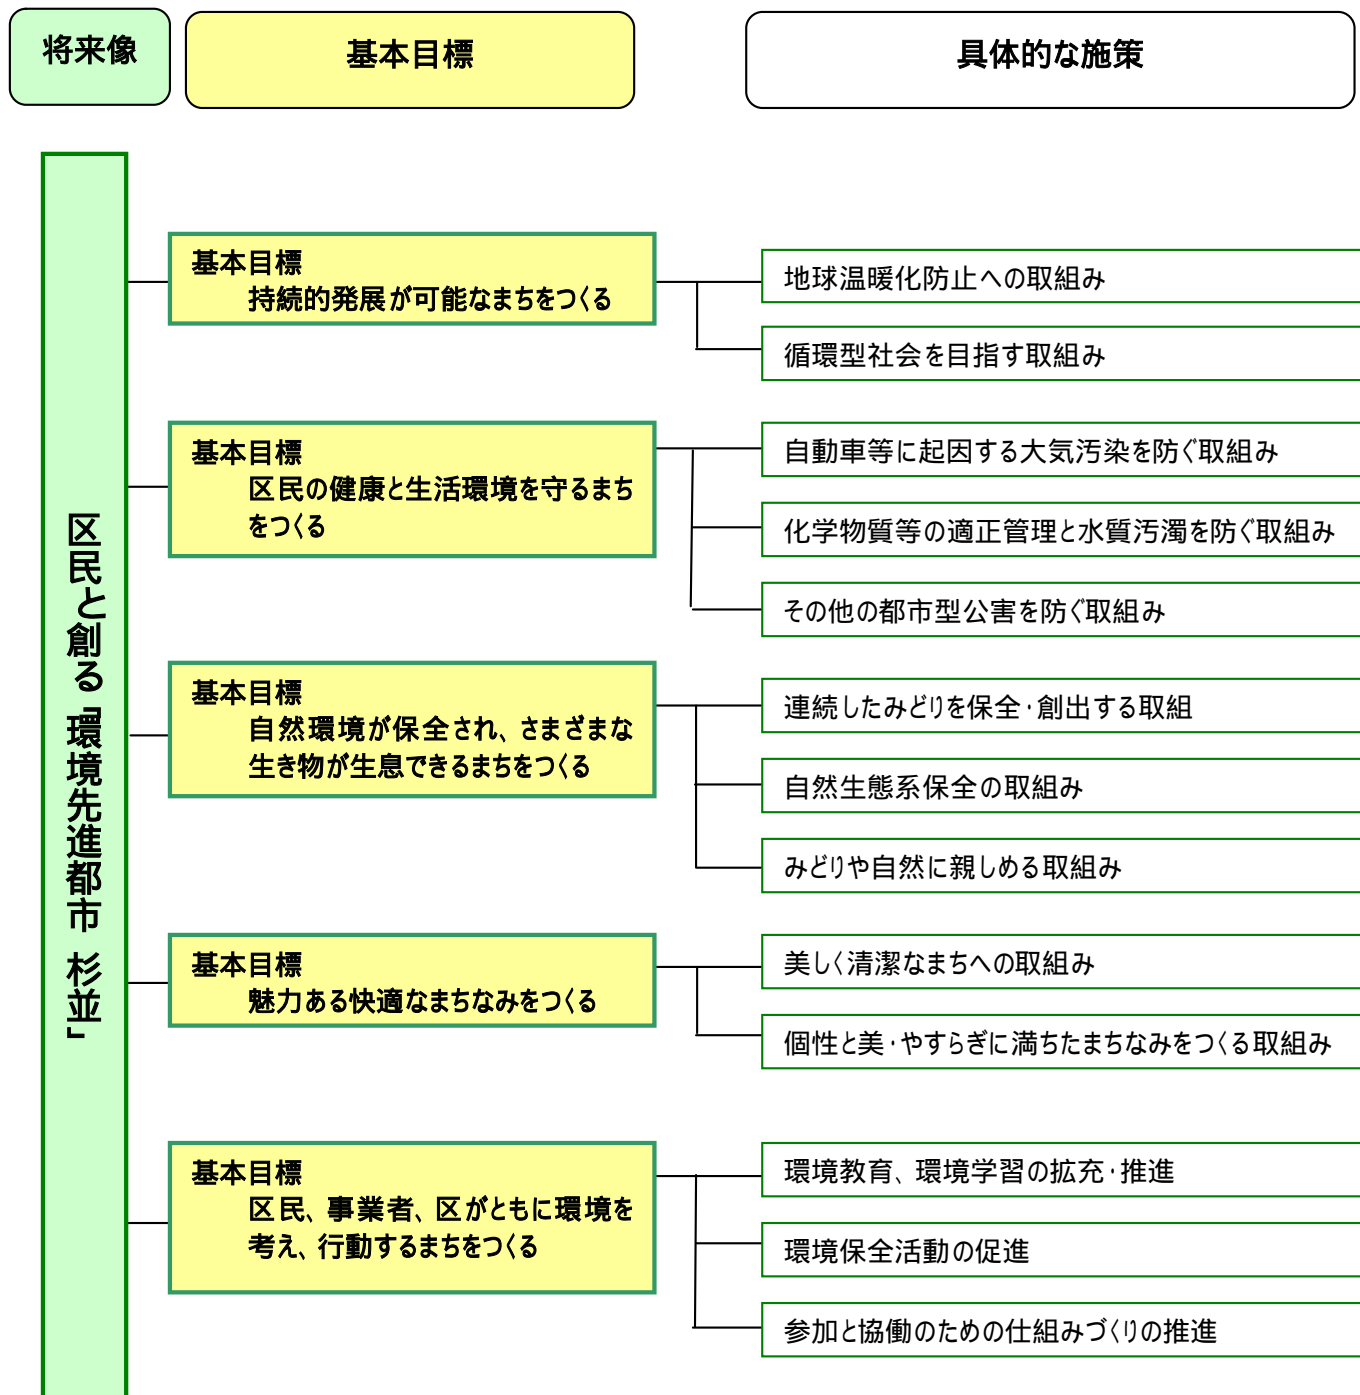 将来像
基本目標
具体的な施策
区民と創る『環境先進都市 杉並』
基本目標
持続的発展が可能なまちをつくる
地球温暖化防止への取組み
循環型社会を目指す取組み
基本目標
区民の健康と生活環境を守るまち
をつくる
自動車等に起因する大気汚染を防ぐ取組み
化学物質等の適正管理と水質汚濁を防ぐ取組み
その他の都市型公害を防ぐ取組み
基本目標
自然環境が保全され、さまざまな
生き物が生息できるまちをつくる
連続したみどりを保全・創出する取組
自然生態系保全の取組み
みどりや自然に親しめる取組み
基本目標
魅力ある快適なまちなみをつくる
美しく清潔なまちへの取組み
個性と美・やすらぎに満ちたまちなみをつくる取組み
基本目標
区民、事業者、区がともに環境を
考え、行動するまちをつくる
環境教育、環境学習の拡充・推進
環境保全活動の促進
参加と協働のための仕組みづくりの推進